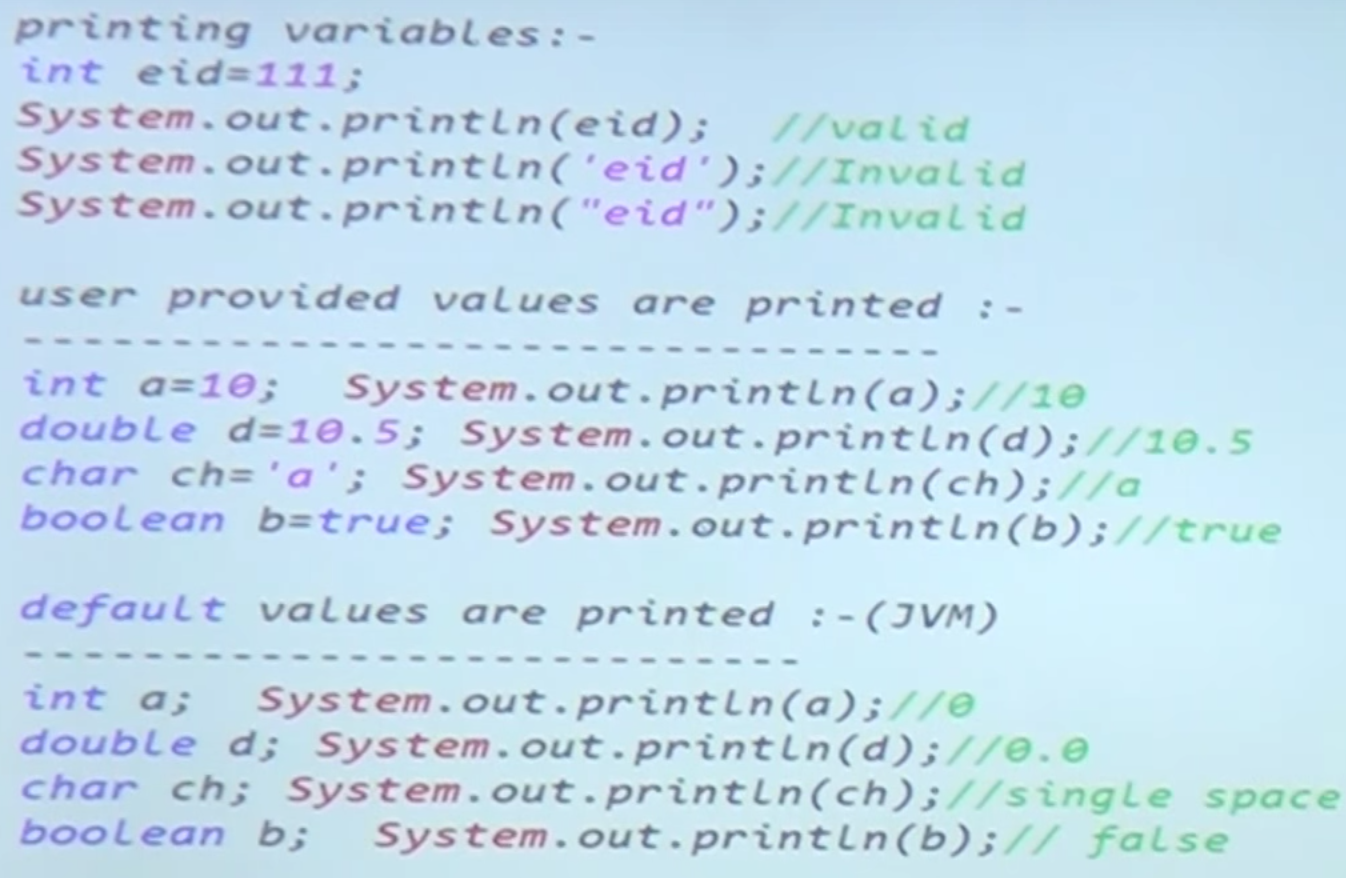 printing variables:-
int eid=111;
System.out.println(eid); //valid
System.out.println('eid');//Invalid
System.out.println("eid");//Invalid
user provided values are printed :-
-------------------------------
int a=10; System.out.println(a);//10
double d=10.5; System.out.println(d);//10.5
char ch='a'; System.out.println(ch);//a
boolean b=true; System.out.println(b);//true
default values are printed :-(JVM)
---------------------------
int a; System.out.println(a);//0
double d; System.out.println(d);//0.0
char ch; System.out.println(ch);//single space
boolean b; System.out.println(b);// false